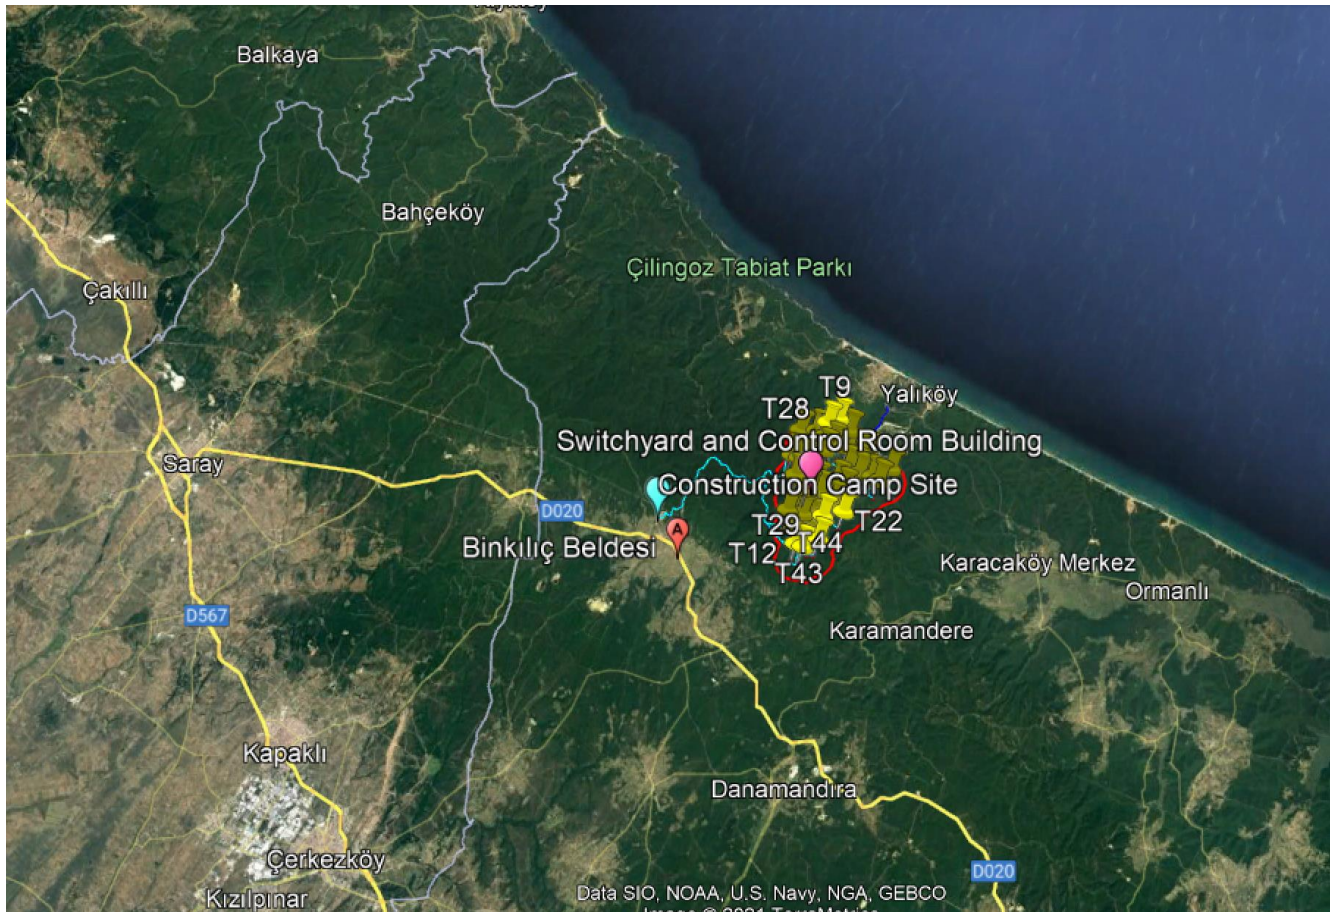 Balkaya
Bahçeköy
Çilingoz Tabiat Parkı
Çakıllı
T9
Yalıköy
T28
Switchyard and Control Room Building
Saray
Construction Camp Site
D020
T29
T22
Binkılıç Beldesi
A
T12
T44
T43
Karacaköy Merkez
Ormanlı
D567
Karamandere
Kapaklı
Danamandıra
Çerkezköy
D020
Kızılpınar
Data SIO, NOAA, U.S. Navy, NGA, GEBCO